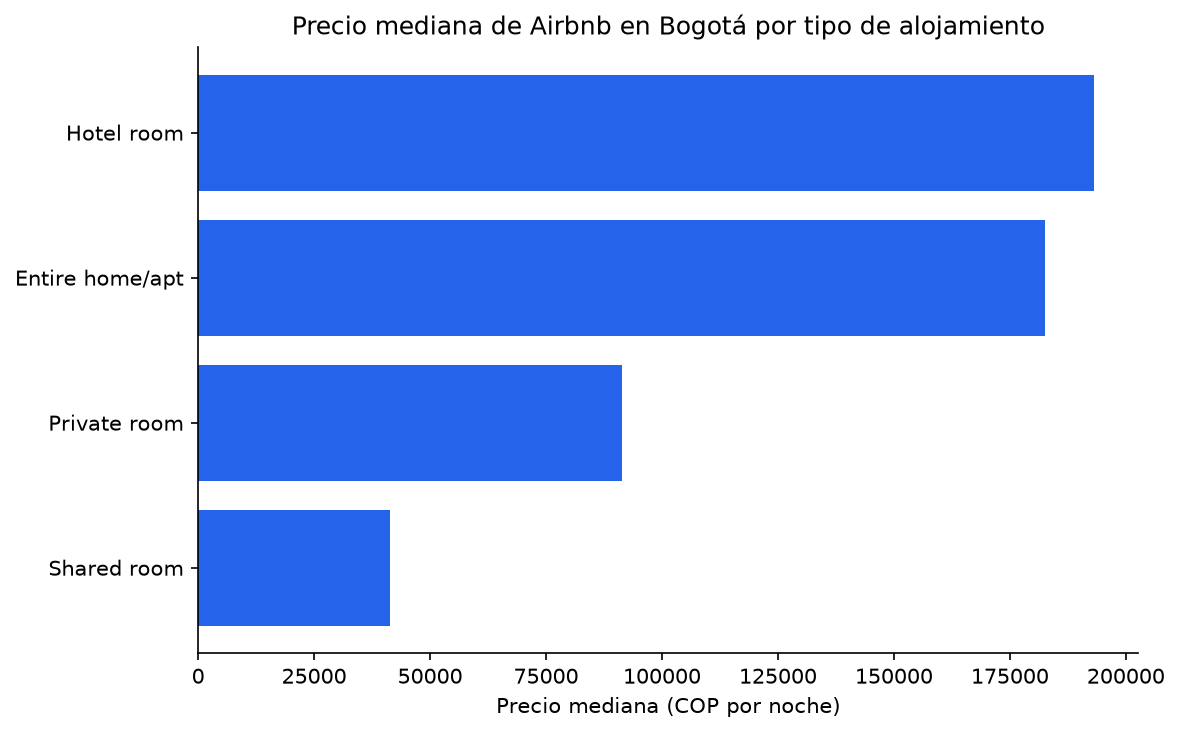 Precio mediana de Airbnb en Bogotá por tipo de alojamiento
Hotel room
Entire home/apt
Private room
Shared room
0 25000 50000 75000 100000 125000 150000 175000 200000
Precio mediana (COP por noche)